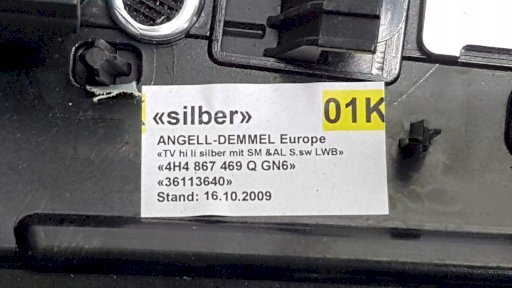 «silber» 01K
ANGELL-DEMMEL Europe
«TV hi li silber mit SM &AL S.sw LWB»
«4H4 867 469 Q GN6»
«36113640»
Stand: 16.10.2009